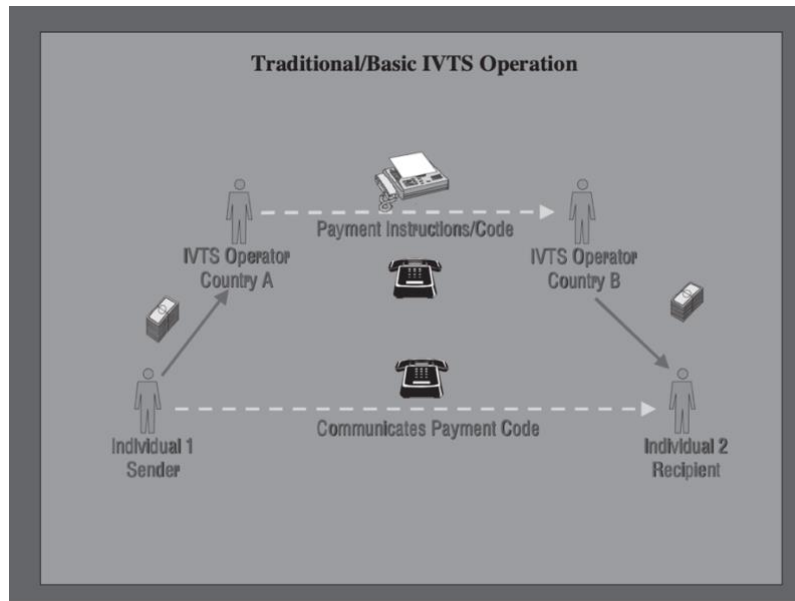 Traditional/Basic IVTS Operation
Payment Instructions/Code
IVTS Operator
Country A
IVTS Operator
Country B
Communicates Payment Code
Individual 1
Sender
Individual 2
Recipient